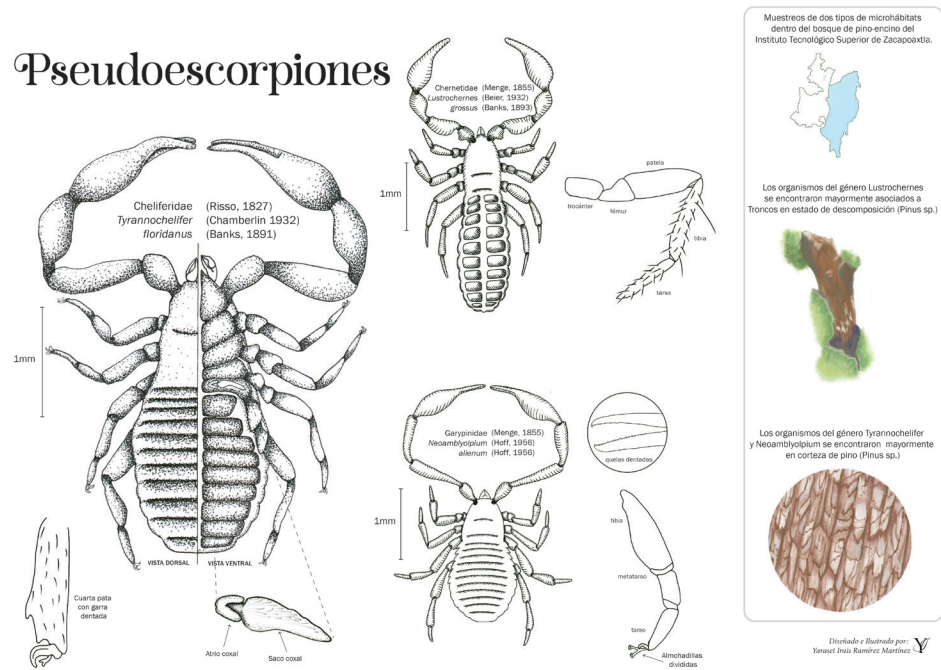 Pseudoescorpiones
Cheliferidae (Risso, 1827)
Tyrannochelifer (Chamberlin 1932)
floridanus (Banks, 1891)
1mm
VISTA DORSAL
VISTA VENTRAL
Cuarta pata
con garra
dentada
Atrio coxal
Saco coxal
Chernetidae (Menge, 1855)
Lustrochernes (Beier, 1932)
grossus (Banks, 1893)
1mm
patela
trocánter
fémur
tibia
tarso
Garypinidae (Menge, 1855)
Neoamblyolpium (Hoff, 1956)
alienum (Hoff, 1956)
1mm
quelas dentadas
tibia
metatarso
tarso
Almohadillas
divididas
Muestreos de dos tipos de microhábitats
dentro del bosque de pino-encino del
Instituto Tecnológico Superior de Zacapoaxtla.
Los organismos del género Lustrochernes
se encontraron mayormente asociados a
Troncos en estado de descomposición (Pinus sp.)
Los organismos del género Tyrannochelifer
y Neoamblyolpium se encontraron mayormente
en corteza de pino (Pinus sp.)
Diseñado e Ilustrado por:
Yaraset Irais Ramírez Martínez